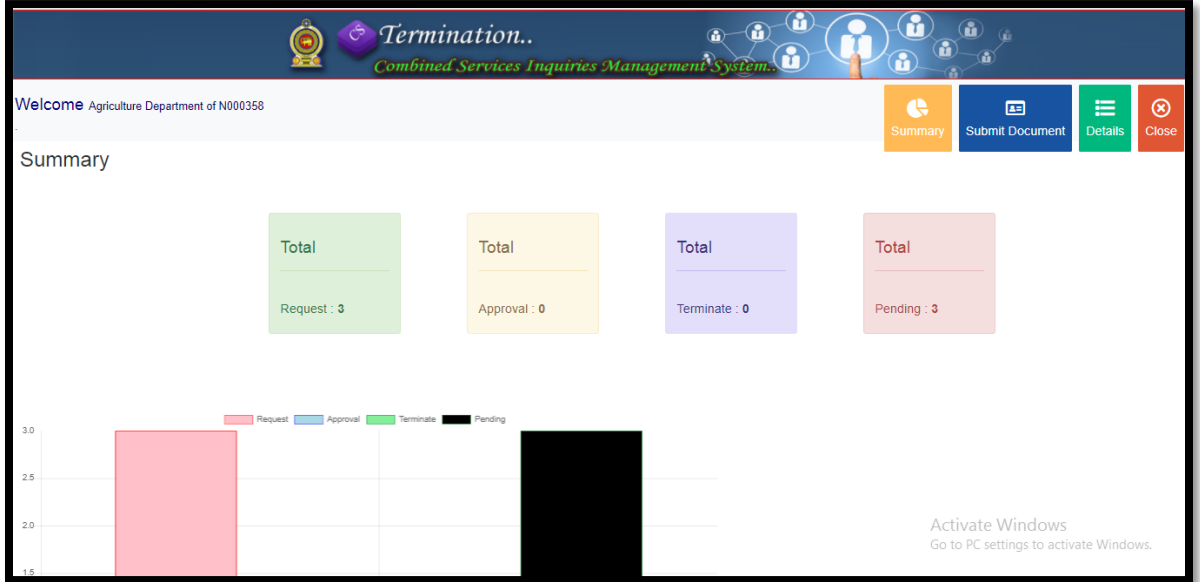 Termination..
Combined Services Inquiries Management System..
Welcome Agriculture Department of N000358
.
Summary
Submit Document
Details
Close
Summary
Total
Request : 3
Total
Approval : 0
Total
Terminate : 0
Total
Pending : 3
Request
Approval
Terminate
Pending
3.0
2.5
2.0
1.5
Activate Windows
Go to PC settings to activate Windows.